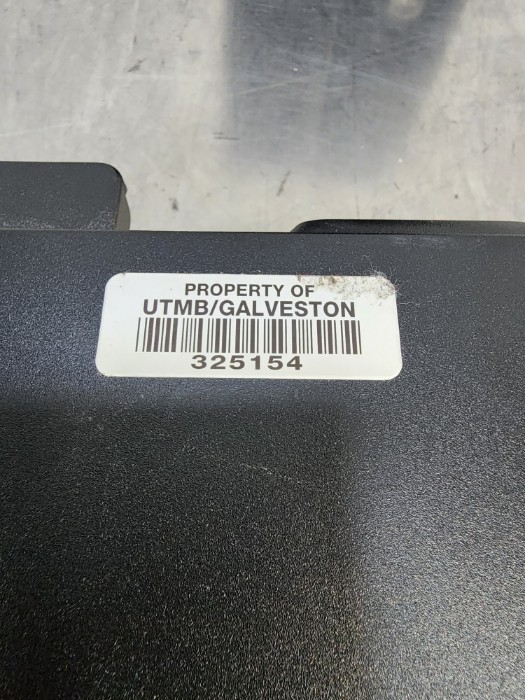 PROPERTY OF
UTMB/GALVESTON
325154